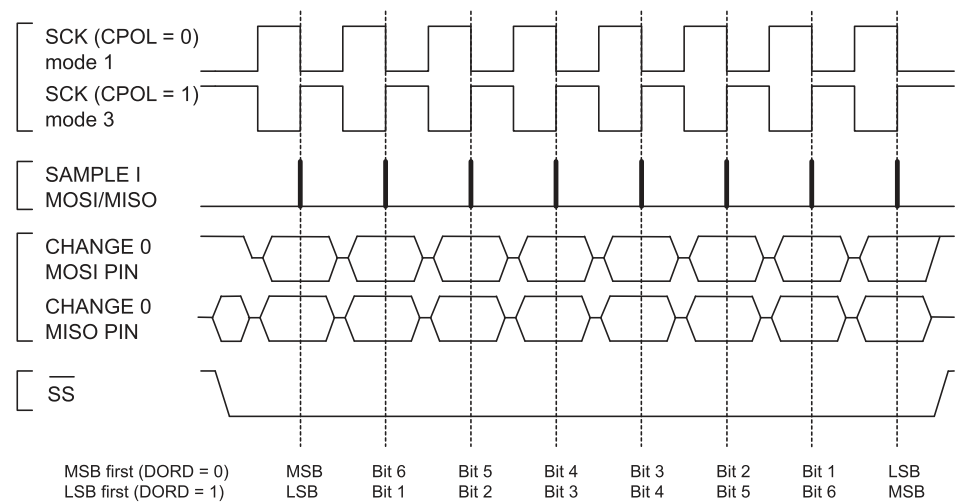 SCK (CPOL = 0)
mode 1
SCK (CPOL = 1)
mode 3
SAMPLE I
MOSI/MISO
CHANGE 0
MOSI PIN
CHANGE 0
MISO PIN
SS
MSB first (DORD = 0) MSB Bit 6 Bit 5 Bit 4 Bit 3 Bit 2 Bit 1 LSB
LSB first (DORD = 1) LSB Bit 1 Bit 2 Bit 3 Bit 4 Bit 5 Bit 6 MSB